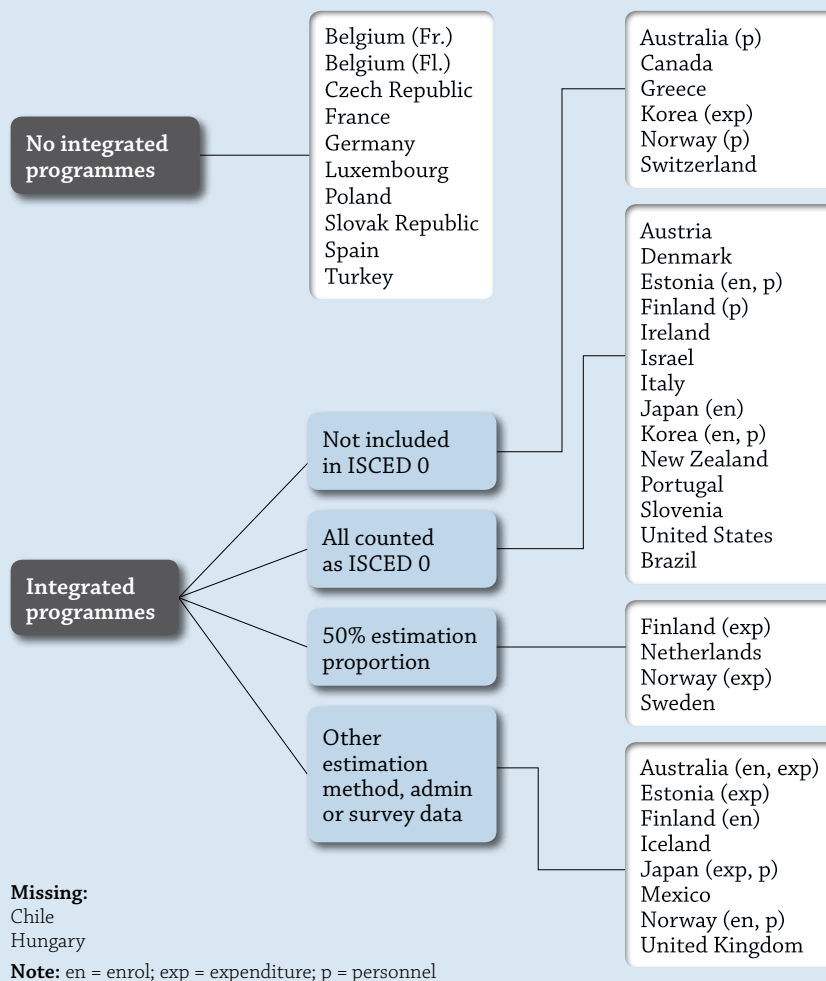 No integrated
programmes
Belgium (Fr.)
Belgium (Fl.)
Czech Republic
France
Germany
Luxembourg
Poland
Slovak Republic
Spain
Turkey
Integrated
programmes
Not included
in ISCED 0
Australia (p)
Canada
Greece
Korea (exp)
Norway (p)
Switzerland
All counted
as ISCED 0
Austria
Denmark
Estonia (en, p)
Finland (p)
Ireland
Israel
Italy
Japan (en)
Korea (en, p)
New Zealand
Portugal
Slovenia
United States
Brazil
50% estimation
proportion
Finland (exp)
Netherlands
Norway (exp)
Sweden
Other
estimation
method, admin
or survey data
Australia (en, exp)
Estonia (exp)
Finland (en)
Iceland
Japan (exp, p)
Mexico
Norway (en, p)
United Kingdom
Missing:
Chile
Hungary
Note: en = enrol; exp = expenditure; p = personnel